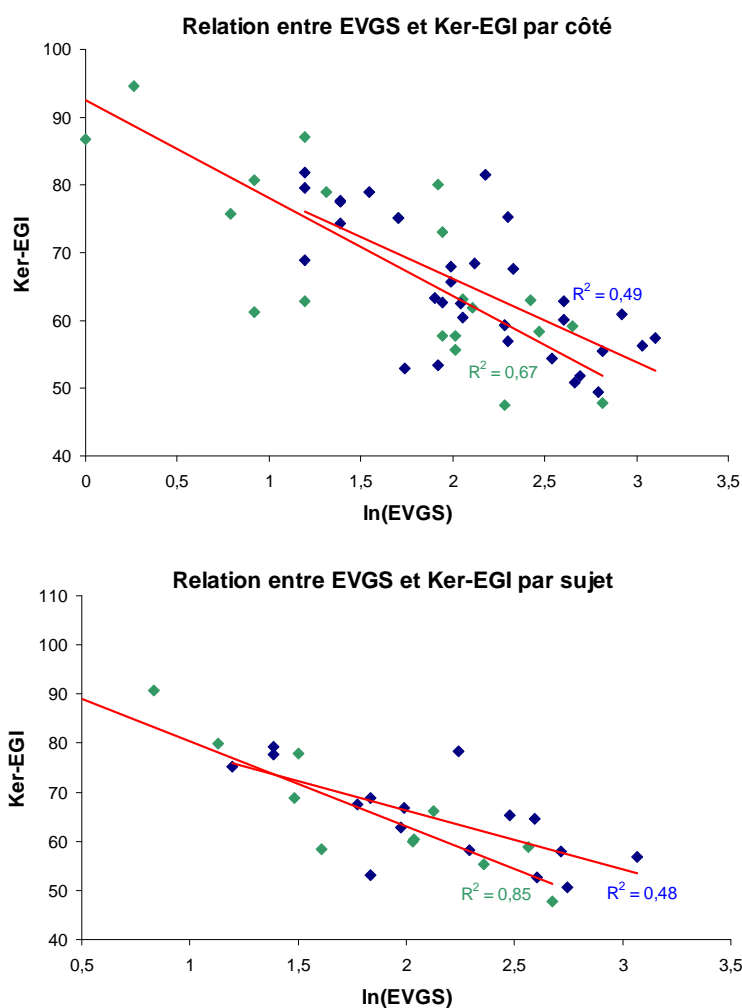 Relation entre EVGS et Ker-EGI par côté
100
90
80
70
60
50
40
Ker-EGI
R² = 0,49
R² = 0,67
0 0,5 1 1,5 2 2,5 3 3,5
ln(EVGS)
Relation entre EVGS et Ker-EGI par sujet
110
100
90
80
70
60
50
40
Ker-EGI
R² = 0,85 R² = 0,48
0,5 1 1,5 2 2,5 3 3,5
ln(EVGS)